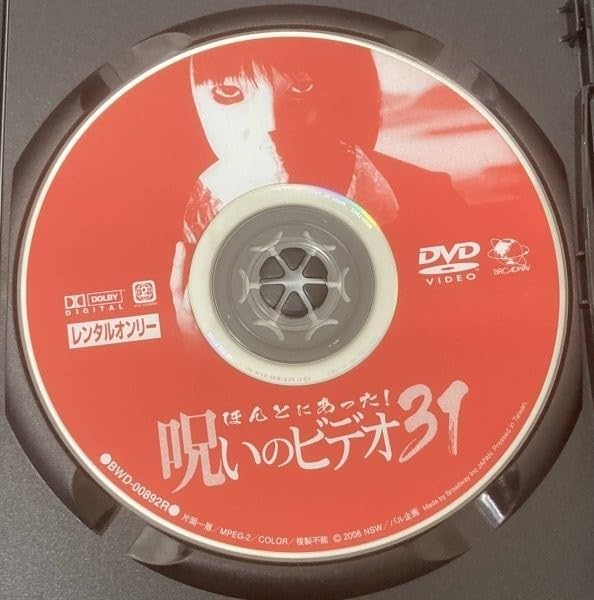 DOLBY
DIGITAL
レンタルオンリー
DVD
VIDEO
BROADWAY
ほんとにあった!
呪いのビデオ31
●BWD-00892R●
片面一層/MPEG-2/COLOR/複製不能 © 2008 NSW/パル企画 Made by Broadway Inc JAPAN. Pressed in Taiwan